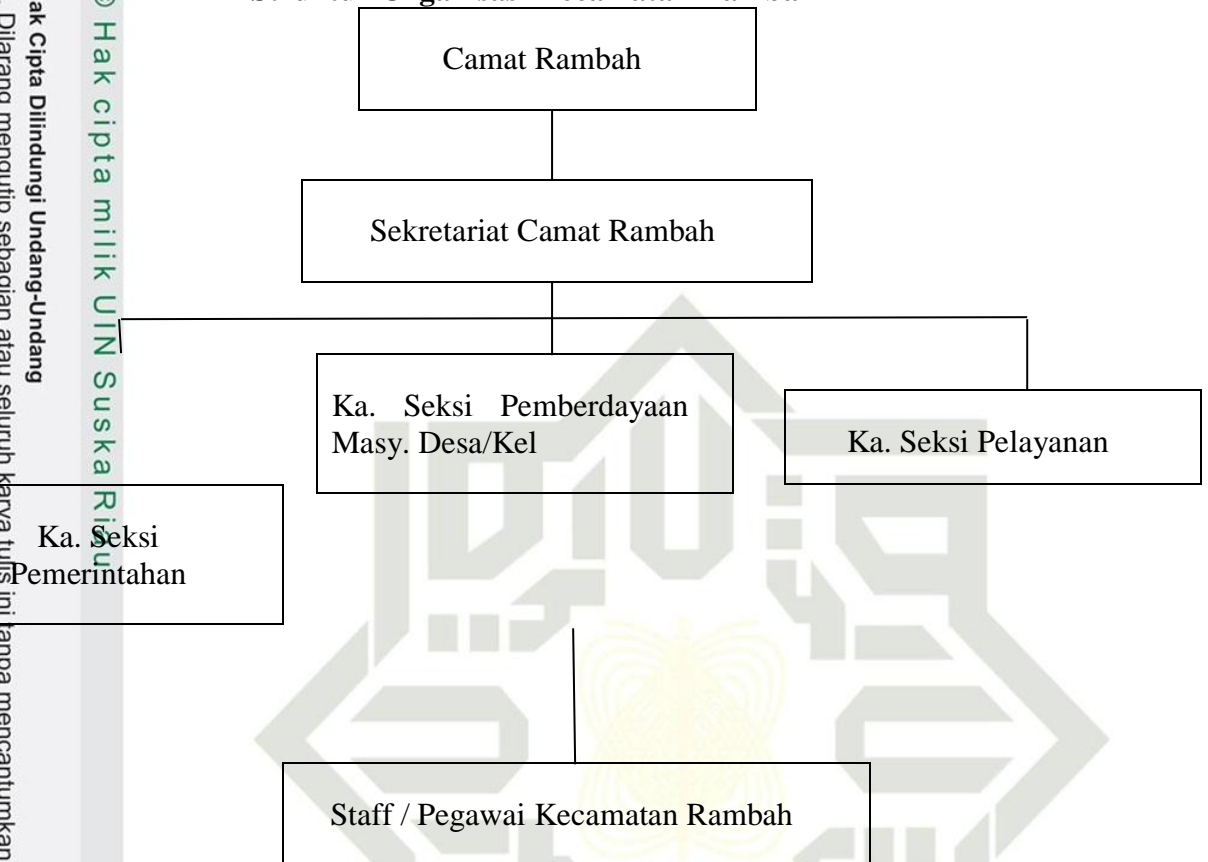 Struktur Organisasi Kecamatan Rambah
Camat Rambah
Sekretariat Camat Rambah
Ka. Seksi Pemberdayaan
Masy. Desa/Kel
Ka. Seksi Pelayanan
Ka. Seksi
Pemerintahan
Staff / Pegawai Kecamatan Rambah
© Hak cipta milik UIN Suska Riau
ak Cipta Dilindungi Undang-Undang
Dilarang mengutip sebagian atau seluruh karya tulis ini tanpa mencantumkan